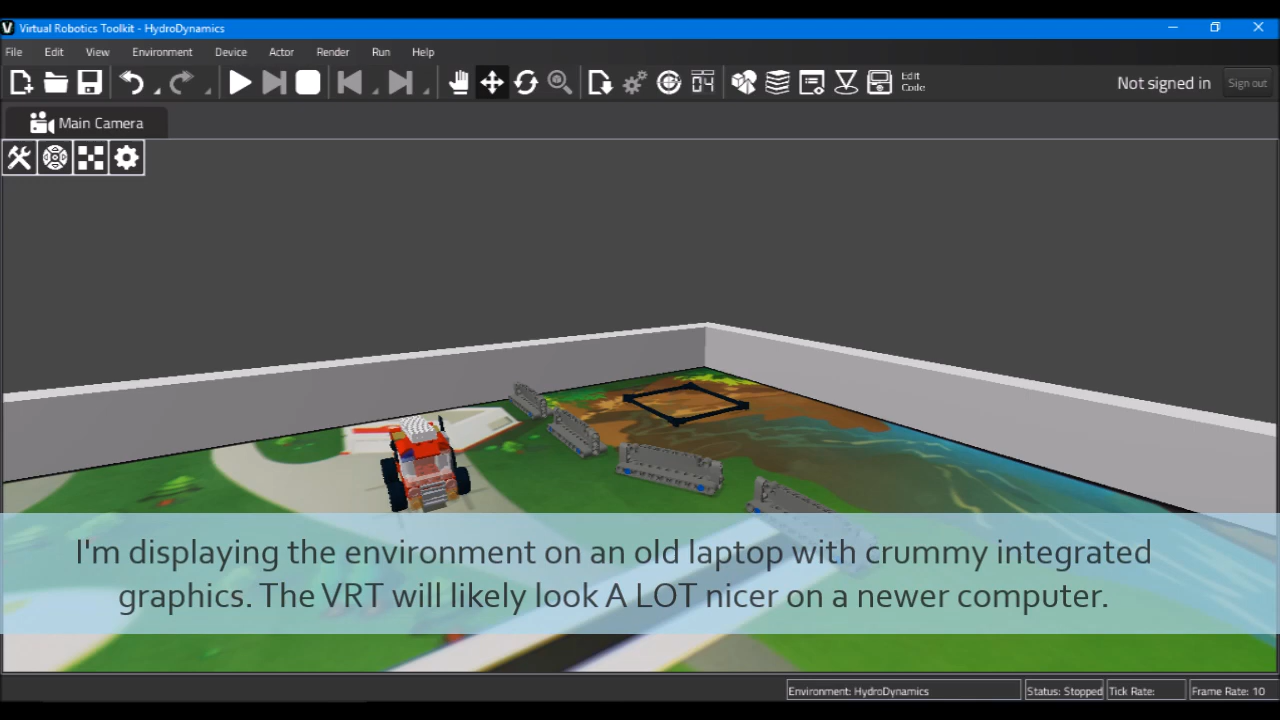 Virtual Robotics Toolkit - HydroDynamics
File Edit View Environment Device Actor Render Run Help
Edit
Code
Not signed in Sign out
Main Camera
I'm displaying the environment on an old laptop with crummy integrated
graphics. The VRT will likely look A LOT nicer on a newer computer.
Environment: HydroDynamics Status: Stopped Tick Rate: Frame Rate: 10